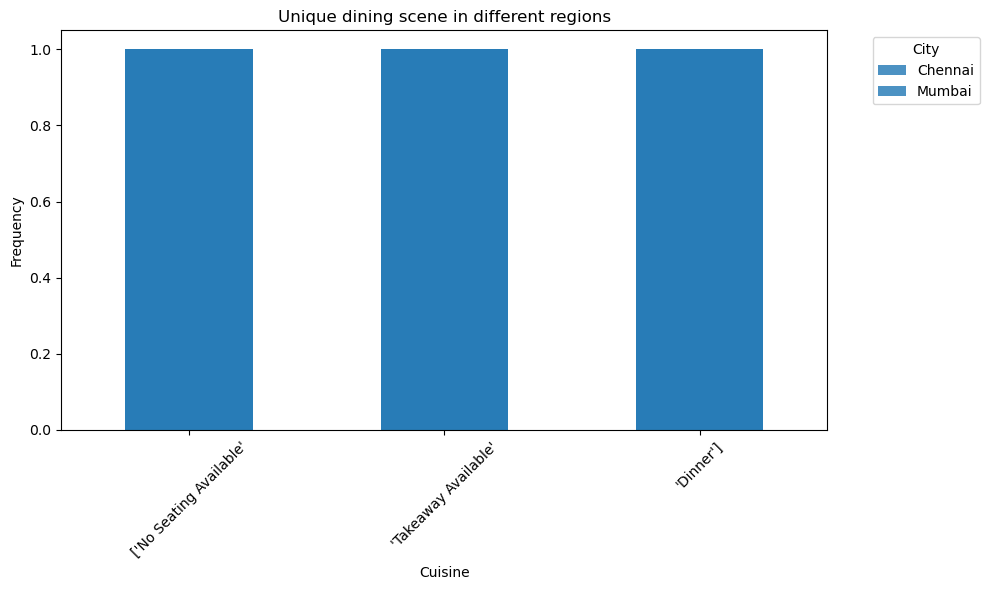 Unique dining scene in different regions
City
Chennai
Mumbai
1.0
0.8
0.6
0.4
0.2
0.0
Frequency
['No Seating Available'
'Takeaway Available'
'Dinner']
Cuisine